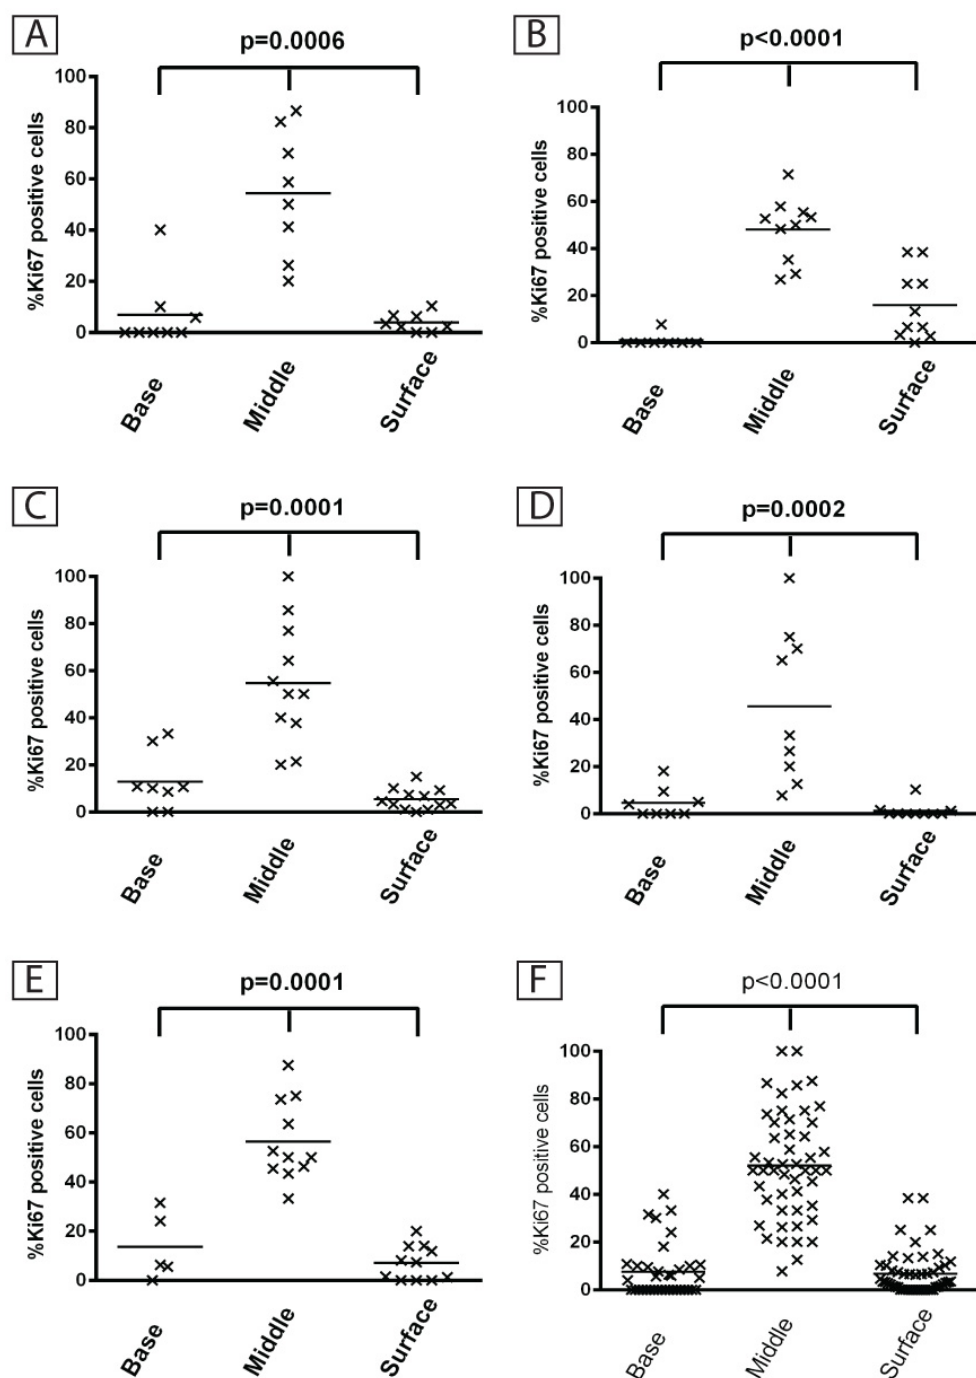 A
p=0.0006
%Ki67 positive cells
100
80
60
40
20
0
Base
Middle
Surface
B
p<0.0001
%Ki67 positive cells
100
80
60
40
20
0
Base
Middle
Surface
C
p=0.0001
%Ki67 positive cells
100
80
60
40
20
0
Base
Middle
Surface
D
p=0.0002
%Ki67 positive cells
100
80
60
40
20
0
Base
Middle
Surface
E
p=0.0001
%Ki67 positive cells
100
80
60
40
20
0
Base
Middle
Surface
F
p<0.0001
%Ki67 positive cells
100
80
60
40
20
0
Base
Middle
Surface